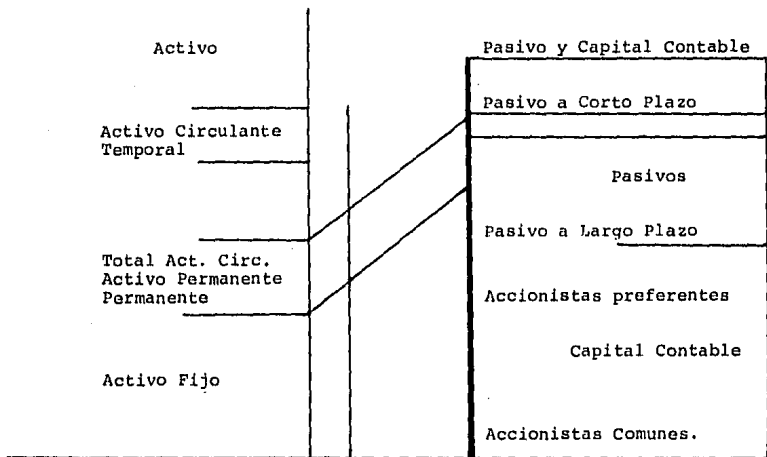 Activo
Activo Circulante
Temporal
Total Act. Circ.
Activo Permanente
Permanente
Activo Fijo
Pasivo y Capital Contable
Pasivo a Corto Plazo
Pasivos
Pasivo a Largo Plazo
Accionistas preferentes
Capital Contable
Accionistas Comunes.